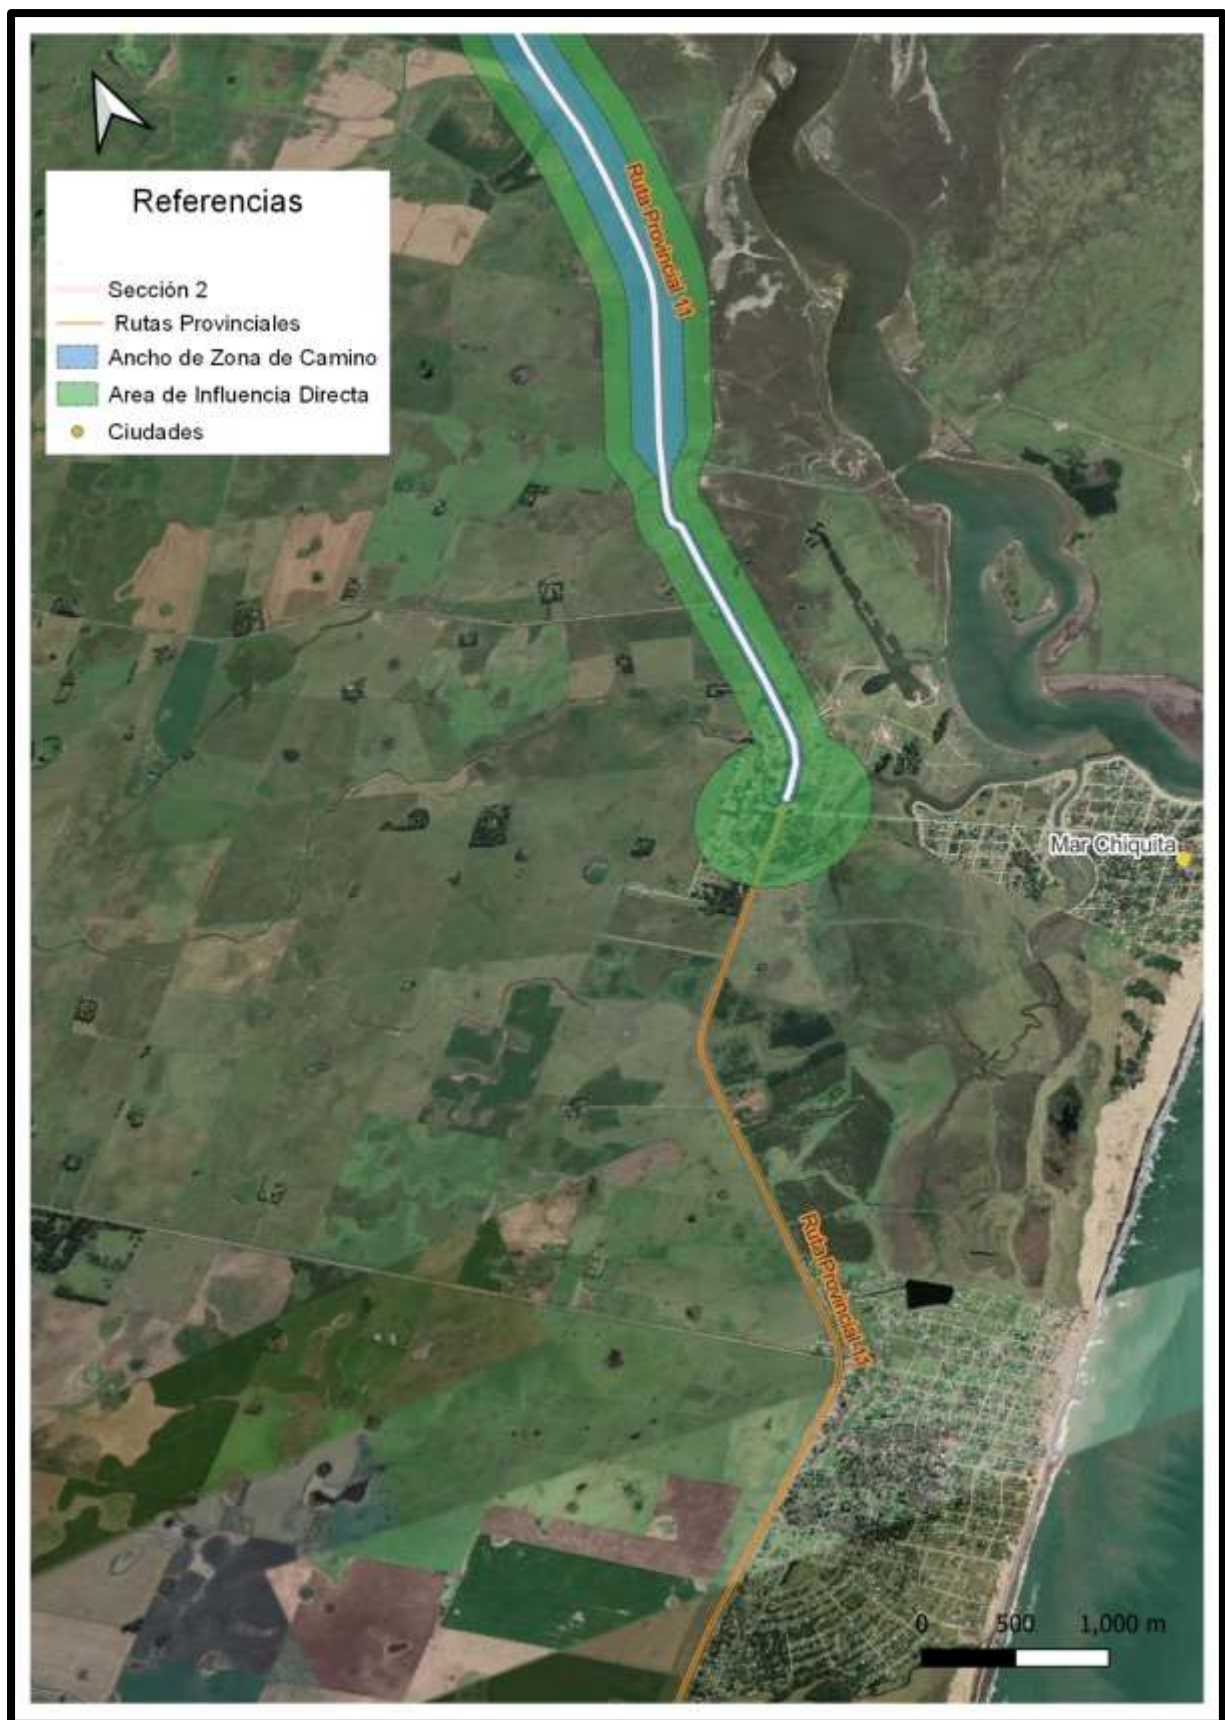 Referencias
Sección 2
Rutas Provinciales
Ancho de Zona de Camino
Area de Influencia Directa
Ciudades
Ruta Provincial 11
Mar Chiquita
Ruta Provincial 11
0 500 1,000 m